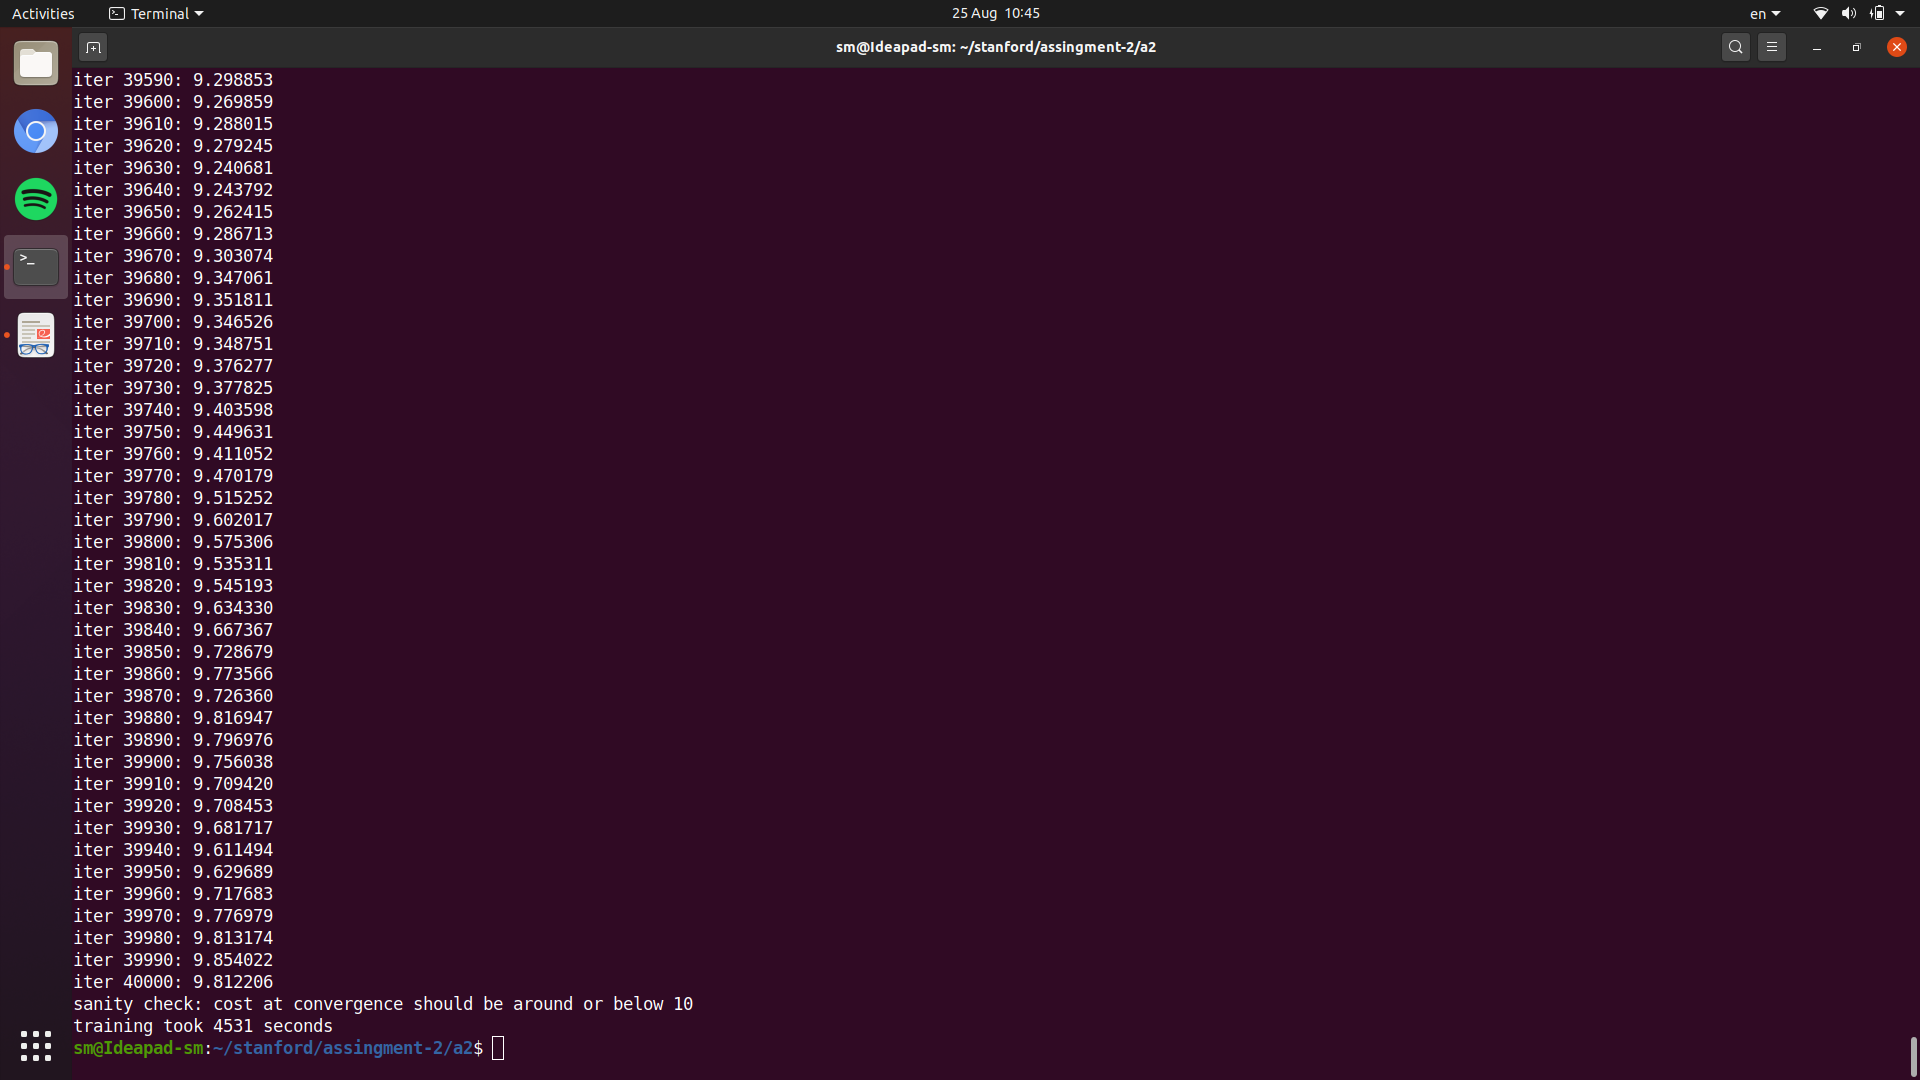 Activities
Terminal
25 Aug 10:45
en
sm@Ideapad-sm: ~/stanford/assingment-2/a2
iter 39590: 9.298853
iter 39600: 9.269859
iter 39610: 9.288015
iter 39620: 9.279245
iter 39630: 9.240681
iter 39640: 9.243792
iter 39650: 9.262415
iter 39660: 9.286713
iter 39670: 9.303074
iter 39680: 9.347061
iter 39690: 9.351811
iter 39700: 9.346526
iter 39710: 9.348751
iter 39720: 9.376277
iter 39730: 9.377825
iter 39740: 9.403598
iter 39750: 9.449631
iter 39760: 9.411052
iter 39770: 9.470179
iter 39780: 9.515252
iter 39790: 9.602017
iter 39800: 9.575306
iter 39810: 9.535311
iter 39820: 9.545193
iter 39830: 9.634330
iter 39840: 9.667367
iter 39850: 9.728679
iter 39860: 9.773566
iter 39870: 9.726360
iter 39880: 9.816947
iter 39890: 9.796976
iter 39900: 9.756038
iter 39910: 9.709420
iter 39920: 9.708453
iter 39930: 9.681717
iter 39940: 9.611494
iter 39950: 9.629689
iter 39960: 9.717683
iter 39970: 9.776979
iter 39980: 9.813174
iter 39990: 9.854022
iter 40000: 9.812206
sanity check: cost at convergence should be around or below 10
training took 4531 seconds
sm@Ideapad-sm:~/stanford/assingment-2/a2$